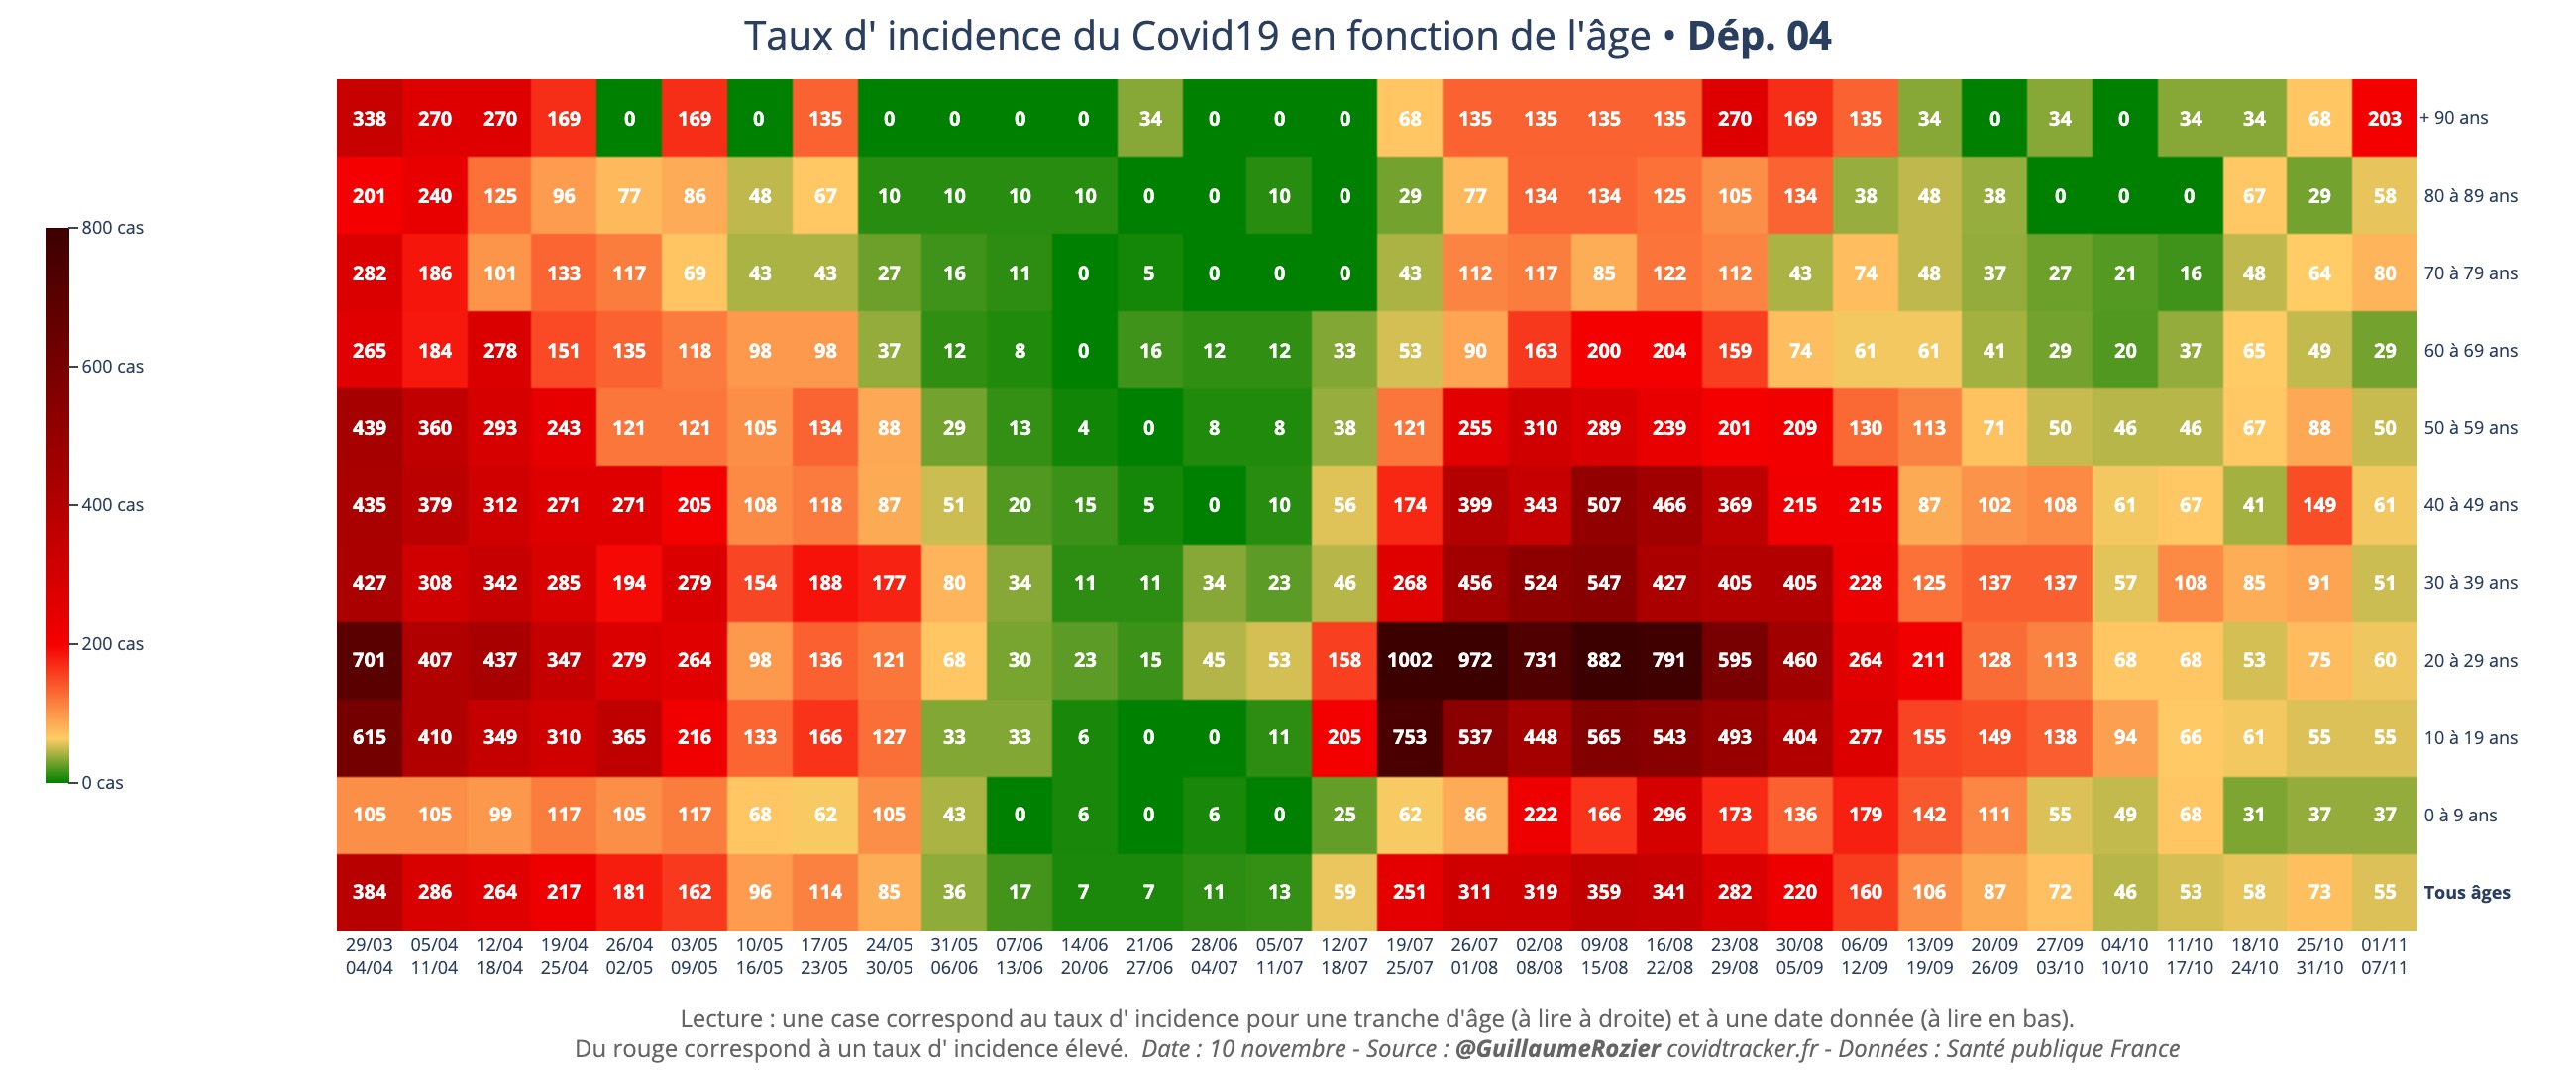 Taux d' incidence du Covid19 en fonction de l'âge • Dép. 04
338 270 270 169 0 169 0 135 0 0 0 0 34 0 0 0 68 135 135 135 135 270 169 135 34 0 34 0 34 34 68 203 + 90 ans
201 240 125 96 77 86 48 67 10 10 10 10 0 0 10 0 29 77 134 134 125 105 134 38 48 38 0 0 0 67 29 58 80 à 89 ans
800 cas
282 186 101 133 117 69 43 43 27 16 11 0 5 0 0 0 43 112 117 85 122 112 43 74 48 37 27 21 16 48 64 80 70 à 79 ans
265 184 278 151 135 118 98 98 37 12 8 0 16 12 12 33 53 90 163 200 204 159 74 61 61 41 29 20 37 65 49 29 60 à 69 ans
600 cas
439 360 293 243 121 121 105 134 88 29 13 4 0 8 8 38 121 255 310 289 239 201 209 130 113 71 50 46 46 67 88 50 50 à 59 ans
400 cas
435 379 312 271 271 205 108 118 87 51 20 15 5 0 10 56 174 399 343 507 466 369 215 215 87 102 108 61 67 41 149 61 40 à 49 ans
427 308 342 285 194 279 154 188 177 80 34 11 11 34 23 46 268 456 524 547 427 405 405 228 125 137 137 57 108 85 91 51 30 à 39 ans
200 cas
701 407 437 347 279 264 98 136 121 68 30 23 15 45 53 158 1002 972 731 882 791 595 460 264 211 128 113 68 68 53 75 60 20 à 29 ans
615 410 349 310 365 216 133 166 127 33 33 6 0 0 11 205 753 537 448 565 543 493 404 277 155 149 138 94 66 61 55 55 10 à 19 ans
0 cas
105 105 99 117 105 117 68 62 105 43 0 6 0 6 0 25 62 86 222 166 296 173 136 179 142 111 55 49 68 31 37 37 0 à 9 ans
384 286 264 217 181 162 96 114 85 36 17 7 7 11 13 59 251 311 319 359 341 282 220 160 106 87 72 46 53 58 73 55 Tous âges
29/03 05/04 12/04 19/04 26/04 03/05 10/05 17/05 24/05 31/05 07/06 14/06 21/06 28/06 05/07 12/07 19/07 26/07 02/08 09/08 16/08 23/08 30/08 06/09 13/09 20/09 27/09 04/10 11/10 18/10 25/10 01/11
04/04 11/04 18/04 25/04 02/05 09/05 16/05 23/05 30/05 06/06 13/06 20/06 27/06 04/07 11/07 18/07 25/07 01/08 08/08 15/08 22/08 29/08 05/09 12/09 19/09 26/09 03/10 10/10 17/10 24/10 31/10 07/11
Lecture : une case correspond au taux d' incidence pour une tranche d'âge (à lire à droite) et à une date donnée (à lire en bas).
Du rouge correspond à un taux d' incidence élevé. Date : 10 novembre - Source : @GuillaumeRozier covidtracker.fr - Données : Santé publique France